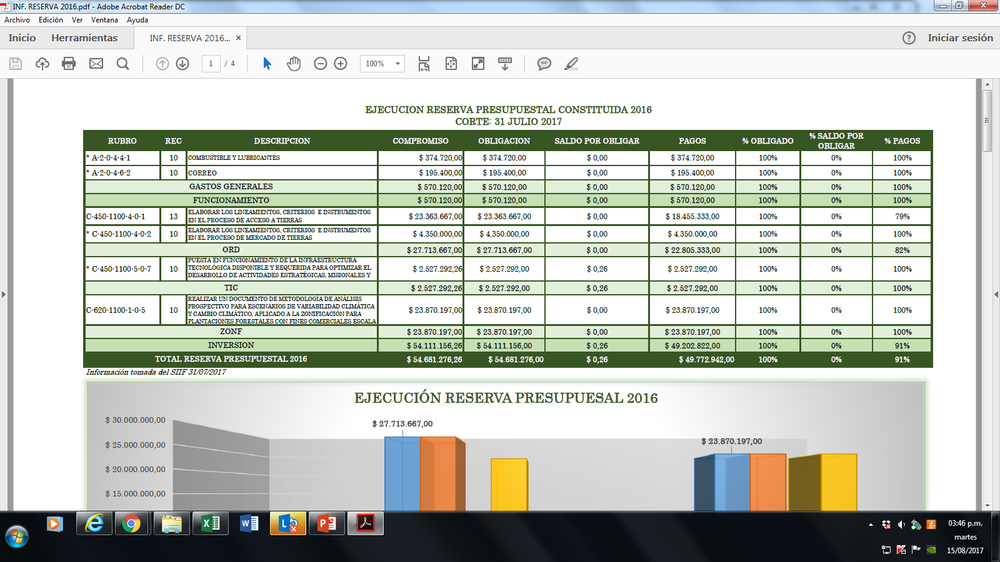 INF. RESERVA 2016.pdf - Adobe Acrobat Reader DC
Archivo Edición Ver Ventana Ayuda
Inicio Herramientas INF. RESERVA 2016... × ? Iniciar sesión
1 / 4 100%
EJECUCION RESERVA PRESUPUESTAL CONSTITUIDA 2016
CORTE: 31 JULIO 2017
RUBRO REC DESCRIPCION COMPROMISO OBLIGACION SALDO POR OBLIGAR PAGOS % OBLIGADO % SALDO POR OBLIGAR % PAGOS
* A-2-0-4-4-1 10 COMBUSTIBLE Y LUBRICANTES $ 374.720,00 $ 374.720,00 $ 0,00 $ 374.720,00 100% 0% 100%
* A-2-0-4-6-2 10 CORREO $ 195.400,00 $ 195.400,00 $ 0,00 $ 195.400,00 100% 0% 100%
GASTOS GENERALES $ 570.120,00 $ 570.120,00 $ 0,00 $ 570.120,00 100% 0% 100%
FUNCIONAMIENTO $ 570.120,00 $ 570.120,00 $ 0,00 $ 570.120,00 100% 0% 100%
C-450-1100-4-0-1 13 ELABORAR LOS LINEAMIENTOS, CRITERIOS E INSTRUMENTOS
EN EL PROCESO DE ACCESO A TIERRAS $ 23.363.667,00 $ 23.363.667,00 $ 0,00 $ 18.455.333,00 100% 0% 79%
* C-450-1100-4-0-2 10 ELABORAR LOS LINEAMIENTOS, CRITERIOS E INSTRUMENTOS
EN EL PROCESO DE MERCADO DE TIERRAS $ 4.350.000,00 $ 4.350.000,00 $ 0,00 $ 4.350.000,00 100% 0% 100%
ORD $ 27.713.667,00 $ 27.713.667,00 $ 0,00 $ 22.805.333,00 100% 0% 82%
* C-450-1100-5-0-7 10 PUESTA EN FUNCIONAMIENTO DE LA INFRAESTRUCTURA
TECNOLÓGICA DISPONIBLE Y REQUERIDA PARA OPTIMIZAR EL
DESARROLLO DE ACTIVIDADES ESTRATÉGICAS, MISIONALES Y $ 2.527.292,26 $ 2.527.292,00 $ 0,26 $ 2.527.292,00 100% 0% 100%
TIC $ 2.527.292,26 $ 2.527.292,00 $ 0,26 $ 2.527.292,00 100% 0% 100%
C-620-1100-1-0-5 10 REALIZAR UN DOCUMENTO DE METODOLOGÍA DE ANÁLISIS
PROSPECTIVO PARA ESCENARIOS DE VARIABILIDAD CLIMÁTICA
Y CAMBIO CLIMÁTICO, APLICADO A LA ZONIFICACIÓN PARA
PLANTACIONES FORESTALES CON FINES COMERCIALES ESCALA $ 23.870.197,00 $ 23.870.197,00 $ 0,00 $ 23.870.197,00 100% 0% 100%
ZONF $ 23.870.197,00 $ 23.870.197,00 $ 0,00 $ 23.870.197,00 100% 0% 100%
INVERSION $ 54.111.156,26 $ 54.111.156,00 $ 0,26 $ 49.202.822,00 100% 0% 91%
TOTAL RESERVA PRESUPUESTAL 2016 $ 54.681.276,26 $ 54.681.276,00 $ 0,26 $ 49.772.942,00 100% 0% 91%
Información tomada del SIIF 31/07/2017
EJECUCIÓN RESERVA PRESUPUESAL 2016
$ 30.000.000,00
$ 27.713.667,00
$ 25.000.000,00
$ 23.870.197,00
$ 20.000.000,00
$ 15.000.000,00
03:46 p.m.
martes
15/08/2017